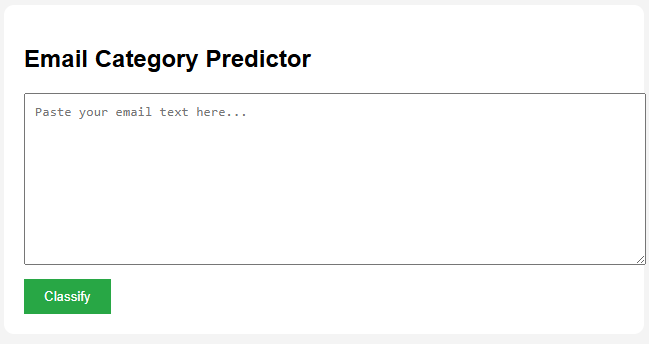 Email Category Predictor
Paste your email text here...
Classify